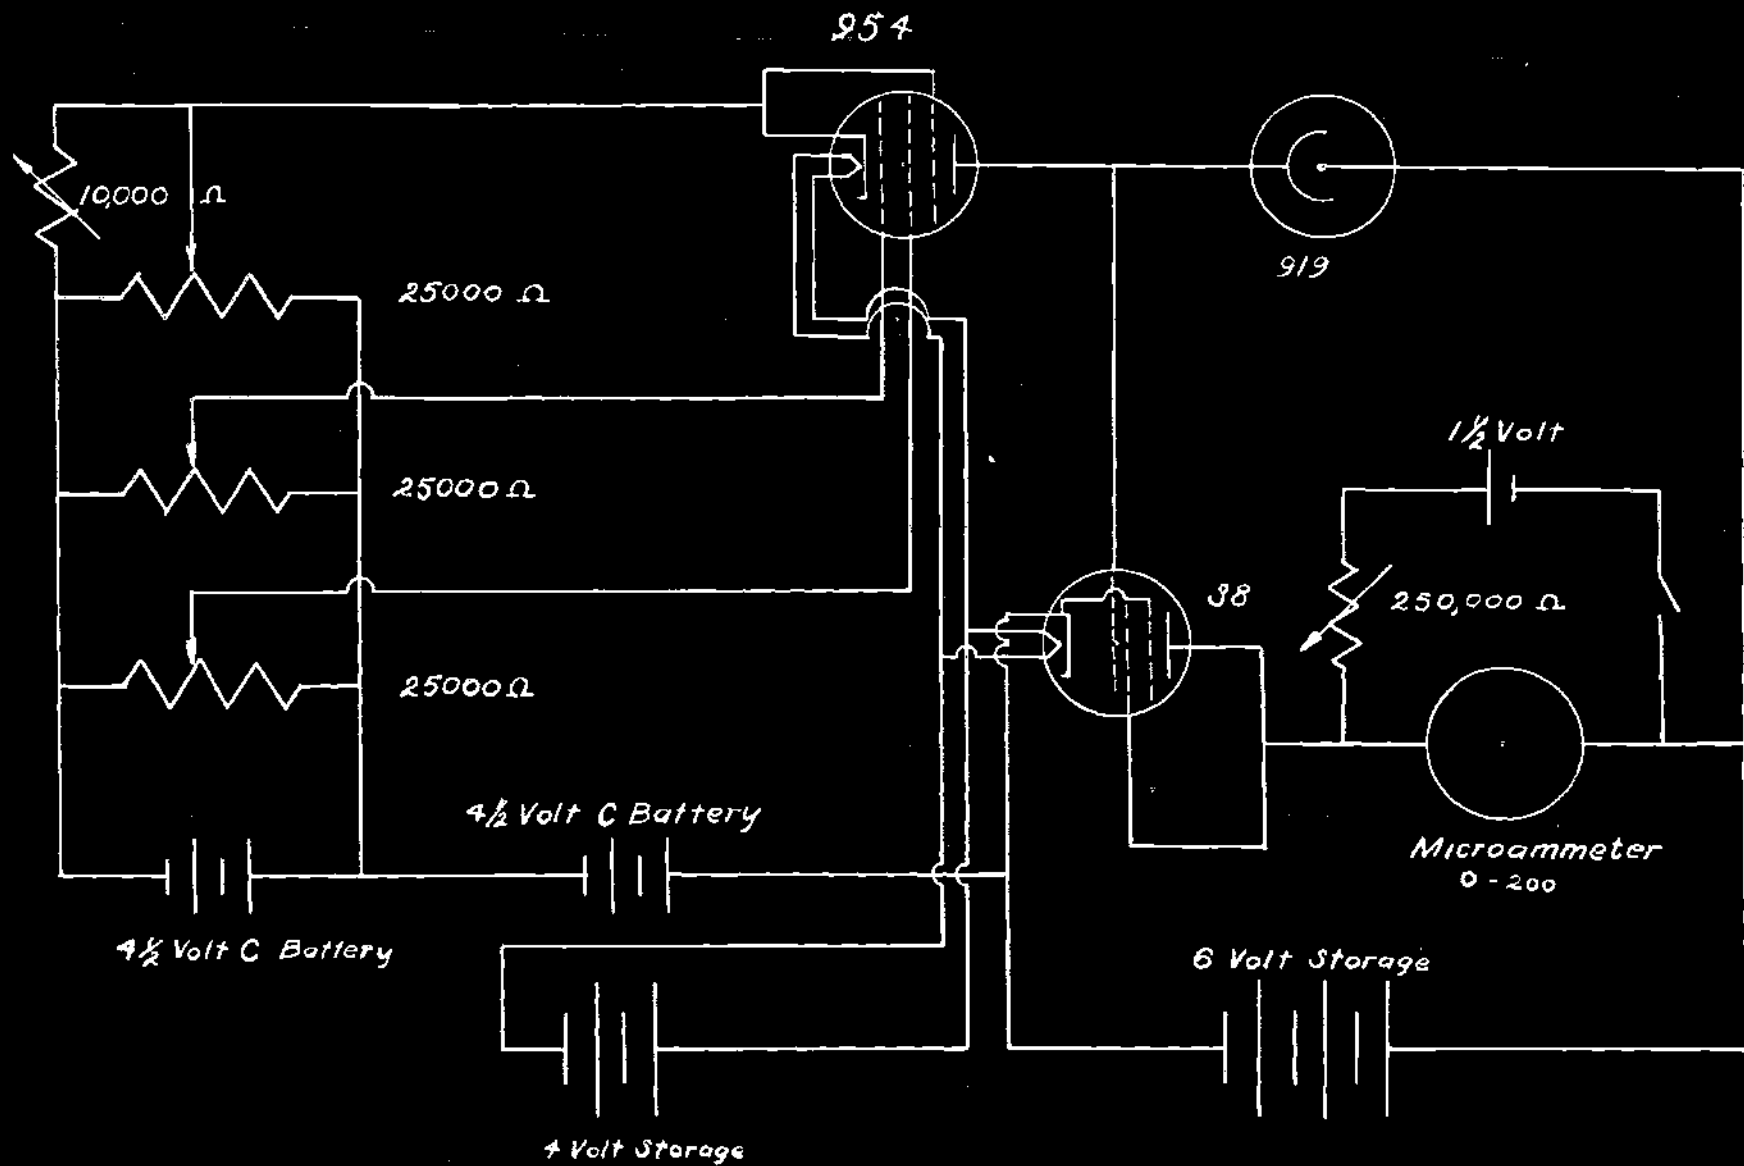 254
10,000 Ω
919
25000 Ω
1½ Volt
25000 Ω
38
250,000 Ω
25000 Ω
4½ Volt C Battery
Microammeter
0 - 200
4½ Volt C Battery
6 Volt Storage
4 Volt Storage